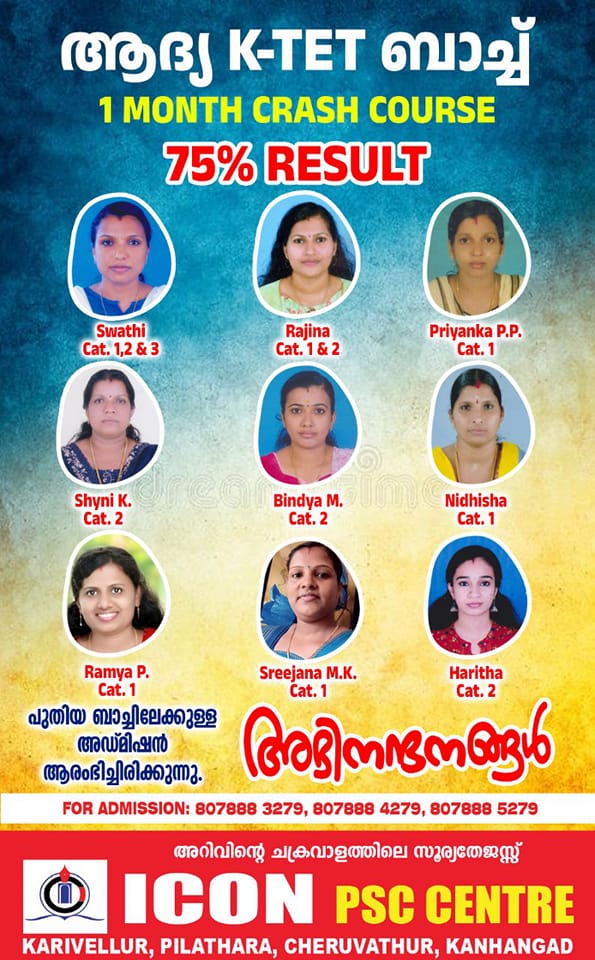 ആദ്യ K-TET ബാച്ച്
1 MONTH CRASH COURSE
75% RESULT
Swathi
Cat. 1,2 & 3
Rajina
Cat. 1 & 2
Priyanka P.P.
Cat. 1
Shyni K.
Cat. 2
Bindya M.
Cat. 2
Nidhisha
Cat. 1
dreamstime
Ramya P.
Cat. 1
Sreejana M.K.
Cat. 1
Haritha
Cat. 2
പുതിയ ബാച്ചിലേക്കുള്ള
അഡ്മിഷൻ
ആരംഭിച്ചിരിക്കുന്നു.
അഭിനന്ദനങ്ങൾ
FOR ADMISSION: 807888 3279, 807888 4279, 807888 5279
അറിവിന്റെ ചക്രവാളത്തിലെ സൂര്യതേജസ്സ്
ICON PSC CENTRE
KARIVELLUR, PILATHARA, CHERUVATHUR, KANHANGAD